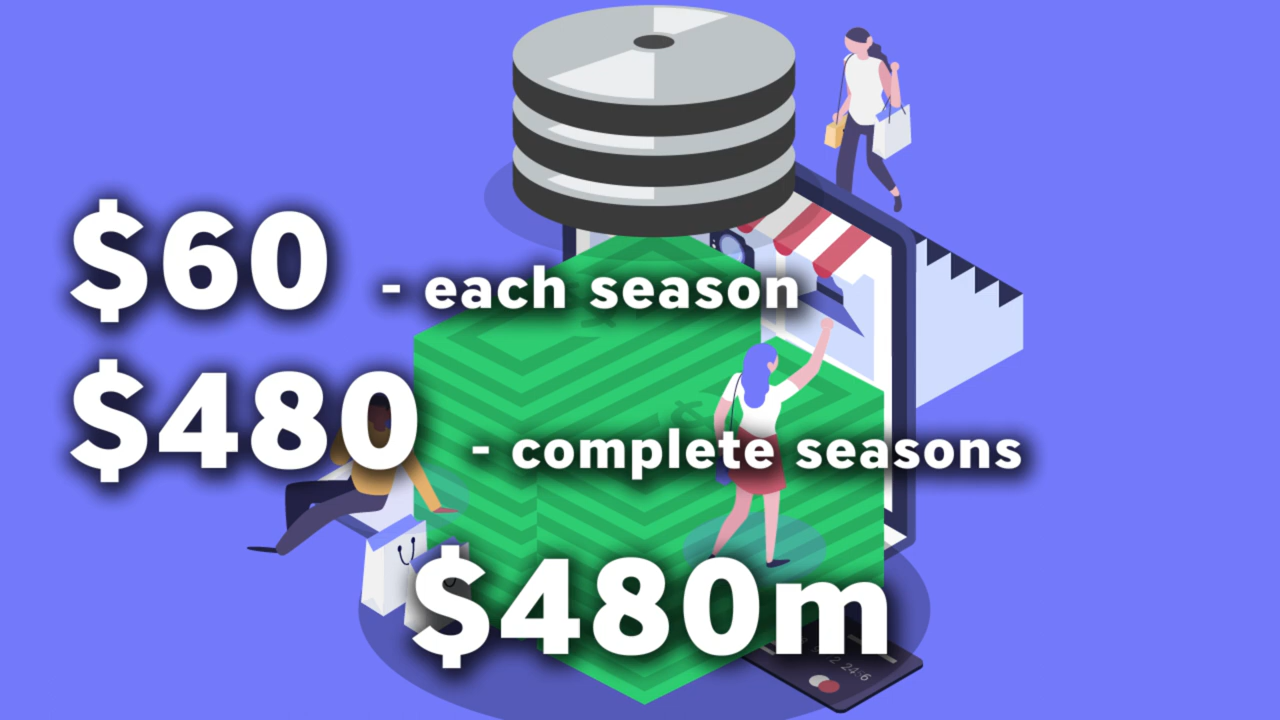 $60 - each season
$480 - complete seasons
$480m